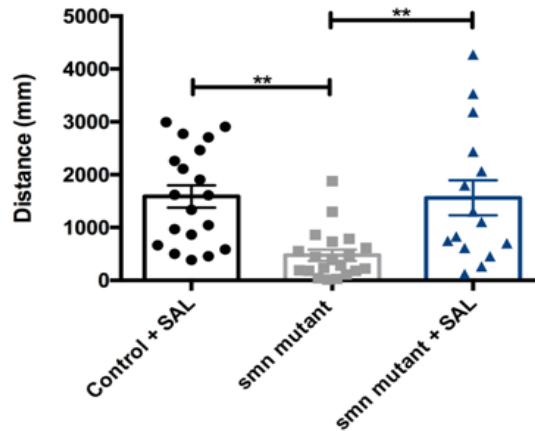 **
**
Distance (mm)
5000
4000
3000
2000
1000
0
Control + SAL
smn mutant
smn mutant + SAL